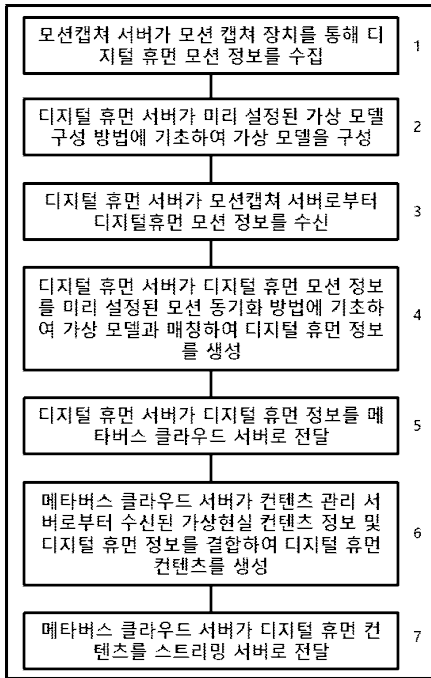 모션캡쳐 서버가 모션 캡쳐 장치를 통해 디
지털 휴먼 모션 정보를 수집
1
디지털 휴먼 서버가 미리 설정된 가상 모델
구성 방법에 기초하여 가상 모델을 구성
2
디지털 휴먼 서버가 모션캡쳐 서버로부터
디지털휴먼 모션 정보를 수신
3
디지털 휴먼 서버가 디지털 휴먼 모션 정보
를 미리 설정된 모션 동기화 방법에 기초하
여 가상 모델과 매칭하여 디지털 휴먼 정보
를 생성
4
디지털 휴먼 서버가 디지털 휴먼 정보를 메
타버스 클라우드 서버로 전달
5
메타버스 클라우드 서버가 컨텐츠 관리 서
버로부터 수신된 가상현실 컨텐츠 정보 및
디지털 휴먼 정보를 결합하여 디지털 휴먼
컨텐츠를 생성
6
메타버스 클라우드 서버가 디지털 휴먼 컨
텐츠를 스트리밍 서버로 전달
7